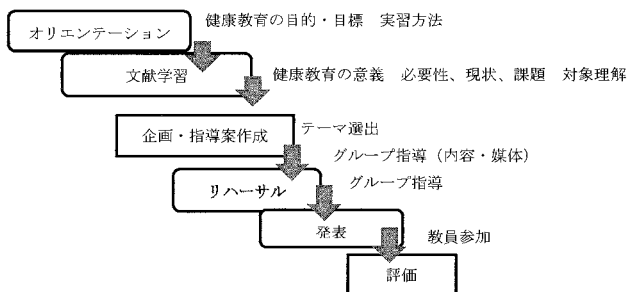 健康教育の目的・目標　実習方法
オリエンテーション
文献学習
健康教育の意義　必要性、現状、課題　対象理解
企画・指導案作成
テーマ選出
グループ指導（内容・媒体）
リハーサル
グループ指導
発表
教員参加
評価